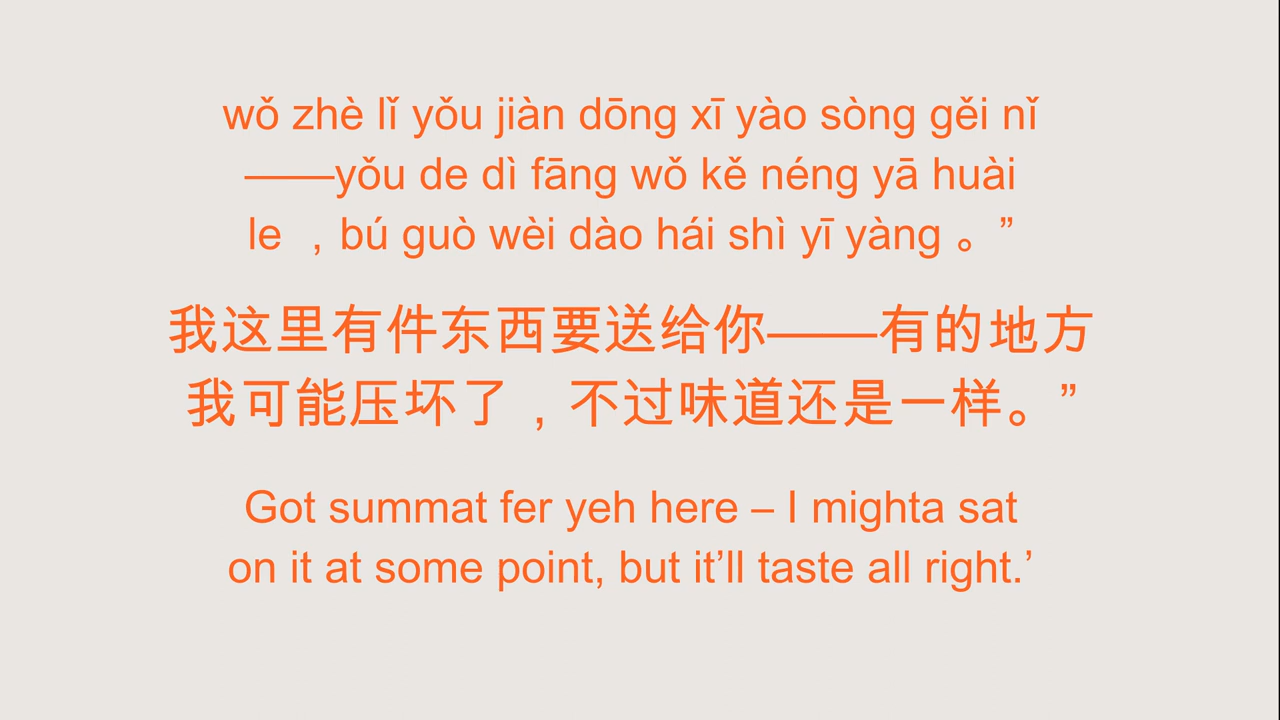 wǒ zhè lǐ yǒu jiàn dōng xī yào sòng gěi nǐ
——yǒu de dì fāng wǒ kě néng yā huài
le ，bú guò wèi dào hái shì yī yàng 。”
我这里有件东西要送给你——有的地方
我可能压坏了，不过味道还是一样。”
Got summat fer yeh here – I mighta sat
on it at some point, but it’ll taste all right.’